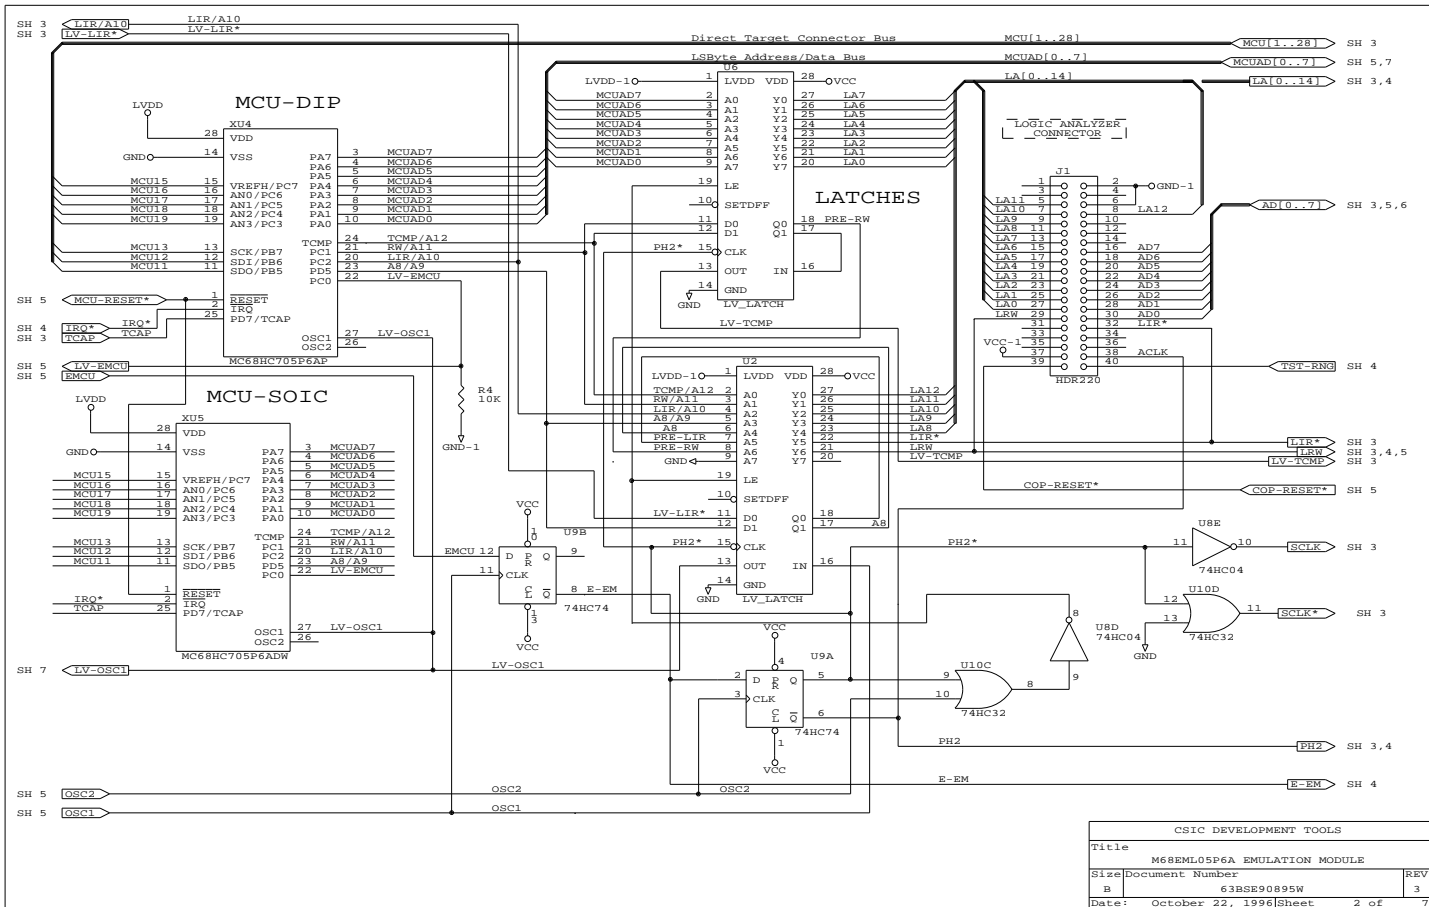 SH 3 LIR/A10 LIR/A10
SH 3 LV-LIR* LV-LIR*
Direct Target Connector Bus MCU[1..28] MCU[1..28] SH 3
LSByte Address/Data Bus MCUAD[0..7] MCUAD[0..7] SH 5,7
LA[0..14] LA[0..14] SH 3,4
MCU-DIP
LVDD
XU4
28 VDD
GND 14 VSS
MCU15 15 VREFH/PC7
MCU16 16 AN0/PC6
MCU17 17 AN1/PC5
MCU18 18 AN2/PC4
MCU19 19 AN3/PC3
MCU13 13 SCK/PB7
MCU12 12 SDI/PB6
MCU11 11 SDO/PB5
SH 5 MCU-RESET* 1 RESET
SH 4 IRQ* IRQ* 2 IRQ
SH 3 TCAP TCAP 25 PD7/TCAP
PA7 3 MCUAD7
PA6 4 MCUAD6
PA5 5 MCUAD5
PA4 6 MCUAD4
PA3 7 MCUAD3
PA2 8 MCUAD2
PA1 9 MCUAD1
PA0 10 MCUAD0
TCMP 24 TCMP/A12
PC1 21 RW/A11
PC2 20 LIR/A10
PD5 23 A8/A9
PC0 22 LV-EMCU
OSC1 27 LV-OSC1
OSC2 26
MC68HC705P6AP
SH 5 LV-EMCU
SH 5 EMCU
R4
10K
GND-1
MCU-SOIC
LVDD
XU5
28 VDD
GND 14 VSS
MCU15 15 VREFH/PC7
MCU16 16 AN0/PC6
MCU17 17 AN1/PC5
MCU18 18 AN2/PC4
MCU19 19 AN3/PC3
MCU13 13 SCK/PB7
MCU12 12 SDI/PB6
MCU11 11 SDO/PB5
1 RESET
IRQ* 2 IRQ
TCAP 25 PD7/TCAP
PA7 3 MCUAD7
PA6 4 MCUAD6
PA5 5 MCUAD5
PA4 6 MCUAD4
PA3 7 MCUAD3
PA2 8 MCUAD2
PA1 9 MCUAD1
PA0 10 MCUAD0
TCMP 24 TCMP/A12
PC1 21 RW/A11
PC2 20 LIR/A10
PD5 23 A8/A9
PC0 22 LV-EMCU
OSC1 27 LV-OSC1
OSC2 26
MC68HC705P6ADW
SH 7 LV-OSC1 LV-OSC1
U6
LVDD-1 1 LVDD VDD 28 VCC
MCUAD7 2 A0 Y0 27 LA7
MCUAD6 3 A1 Y1 26 LA6
MCUAD5 4 A2 Y2 25 LA5
MCUAD4 5 A3 Y3 24 LA4
MCUAD3 6 A4 Y4 23 LA3
MCUAD2 7 A5 Y5 22 LA2
MCUAD1 8 A6 Y6 21 LA1
MCUAD0 9 A7 Y7 20 LA0
19 LE
10 SETDFF
11 D0 Q0 18 PRE-RW
12 D1 Q1 17
PH2* 15 CLK
13 OUT IN 16
14 GND
GND
LV_LATCH
LATCHES
LV-TCMP
U2
LVDD-1 1 LVDD VDD 28 VCC
TCMP/A12 2 A0 Y0 27 LA12
RW/A11 3 A1 Y1 26 LA11
LIR/A10 4 A2 Y2 25 LA10
A8/A9 5 A3 Y3 24 LA9
A8 6 A4 Y4 23 LA8
PRE-LIR 7 A5 Y5 22 LIR*
PRE-RW 8 A6 Y6 21 LRW
GND 9 A7 Y7 20 LV-TCMP
19 LE
10 SETDFF
LV-LIR* 11 D0 Q0 18
12 D1 Q1 17 A8
PH2* 15 CLK
13 OUT IN 16
14 GND
GND
LV_LATCH
LOGIC ANALYZER
CONNECTOR
J1
1 2 GND-1
3 4
LA11 5 6
LA10 7 8 LA12
LA9 9 10
LA8 11 12
LA7 13 14
LA6 15 16 AD7
LA5 17 18 AD6
LA4 19 20 AD5
LA3 21 22 AD4
LA2 23 24 AD3
LA1 25 26 AD2
LA0 27 28 AD1
LRW 29 30 AD0
31 32 LIR*
33 34
VCC-1 35 36
37 38 ACLK
39 40
HDR220
AD[0..7] SH 3,5,6
TST-RNG SH 4
LIR* SH 3
LRW SH 3,4,5
LV-TCMP SH 3
COP-RESET* COP-RESET* SH 5
VCC
10
U9B
EMCU 12 D PR Q 9
11 CLK
CL Q 8 E-EM
74HC74
13
VCC
PH2* 11 U8E 10 SCLK SH 3
74HC04
U10D
12
13 11 SCLK* SH 3
74HC32
GND
8
U8D
74HC04
9
VCC
4
U9A
2 D PR Q 5
3 CLK
CL Q 6
74HC74
1
VCC
U10C
9
10 8
74HC32
PH2 PH2 SH 3,4
E-EM E-EM SH 4
SH 5 OSC2 OSC2 OSC2
SH 5 OSC1 OSC1
CSIC DEVELOPMENT TOOLS
Title
M68EML05P6A EMULATION MODULE
Size Document Number REV
B 63BSE90895W 3
Date: October 22, 1996 Sheet 2 of 7